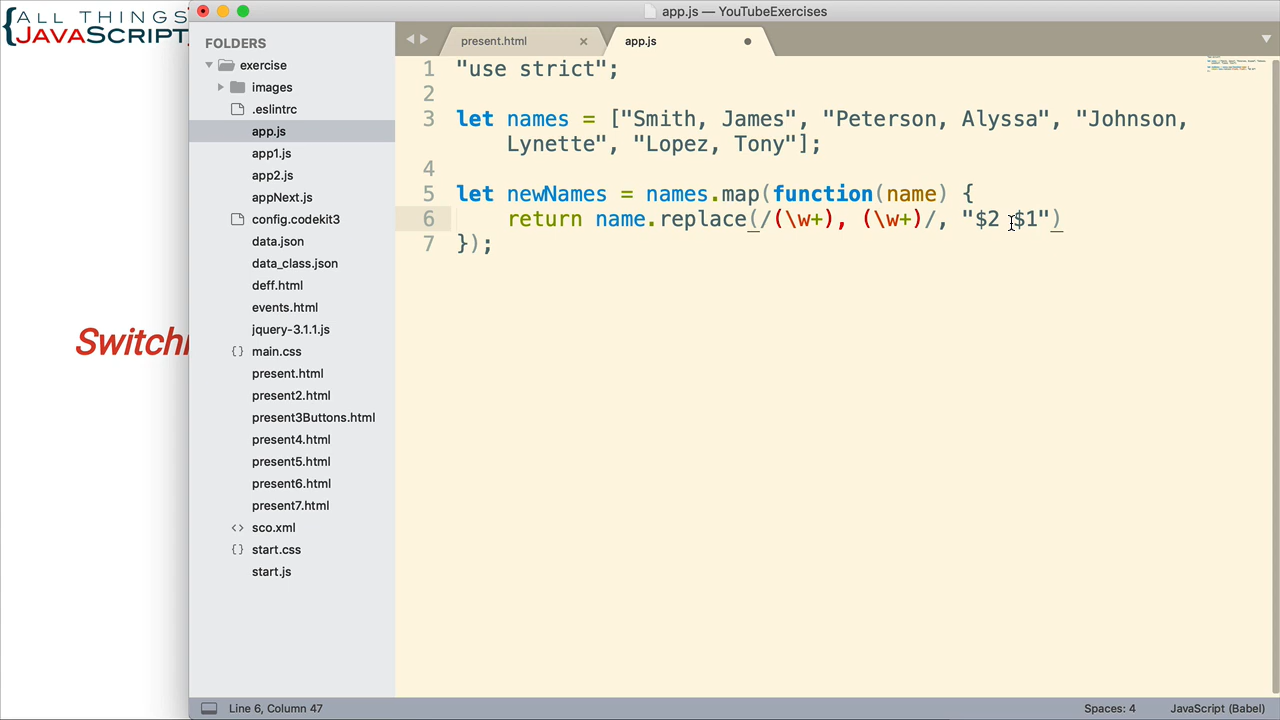 {ALL THINGS
JAVASCRIPT
Switchi
app.js — YouTubeExercises
FOLDERS
exercise
images
.eslintrc
app.js
app1.js
app2.js
appNext.js
config.codekit3
data.json
data_class.json
deff.html
events.html
jquery-3.1.1.js
{} main.css
present.html
present2.html
present3Buttons.html
present4.html
present5.html
present6.html
present7.html
<> sco.xml
{} start.css
start.js
present.html ×
app.js
1 "use strict";
2
3 let names = ["Smith, James", "Peterson, Alyssa", "Johnson,
Lynette", "Lopez, Tony"];
4
5 let newNames = names.map(function(name) {
6 return name.replace(/(\w+), (\w+)/, "$2 $1")
7 });
Line 6, Column 47
Spaces: 4
JavaScript (Babel)